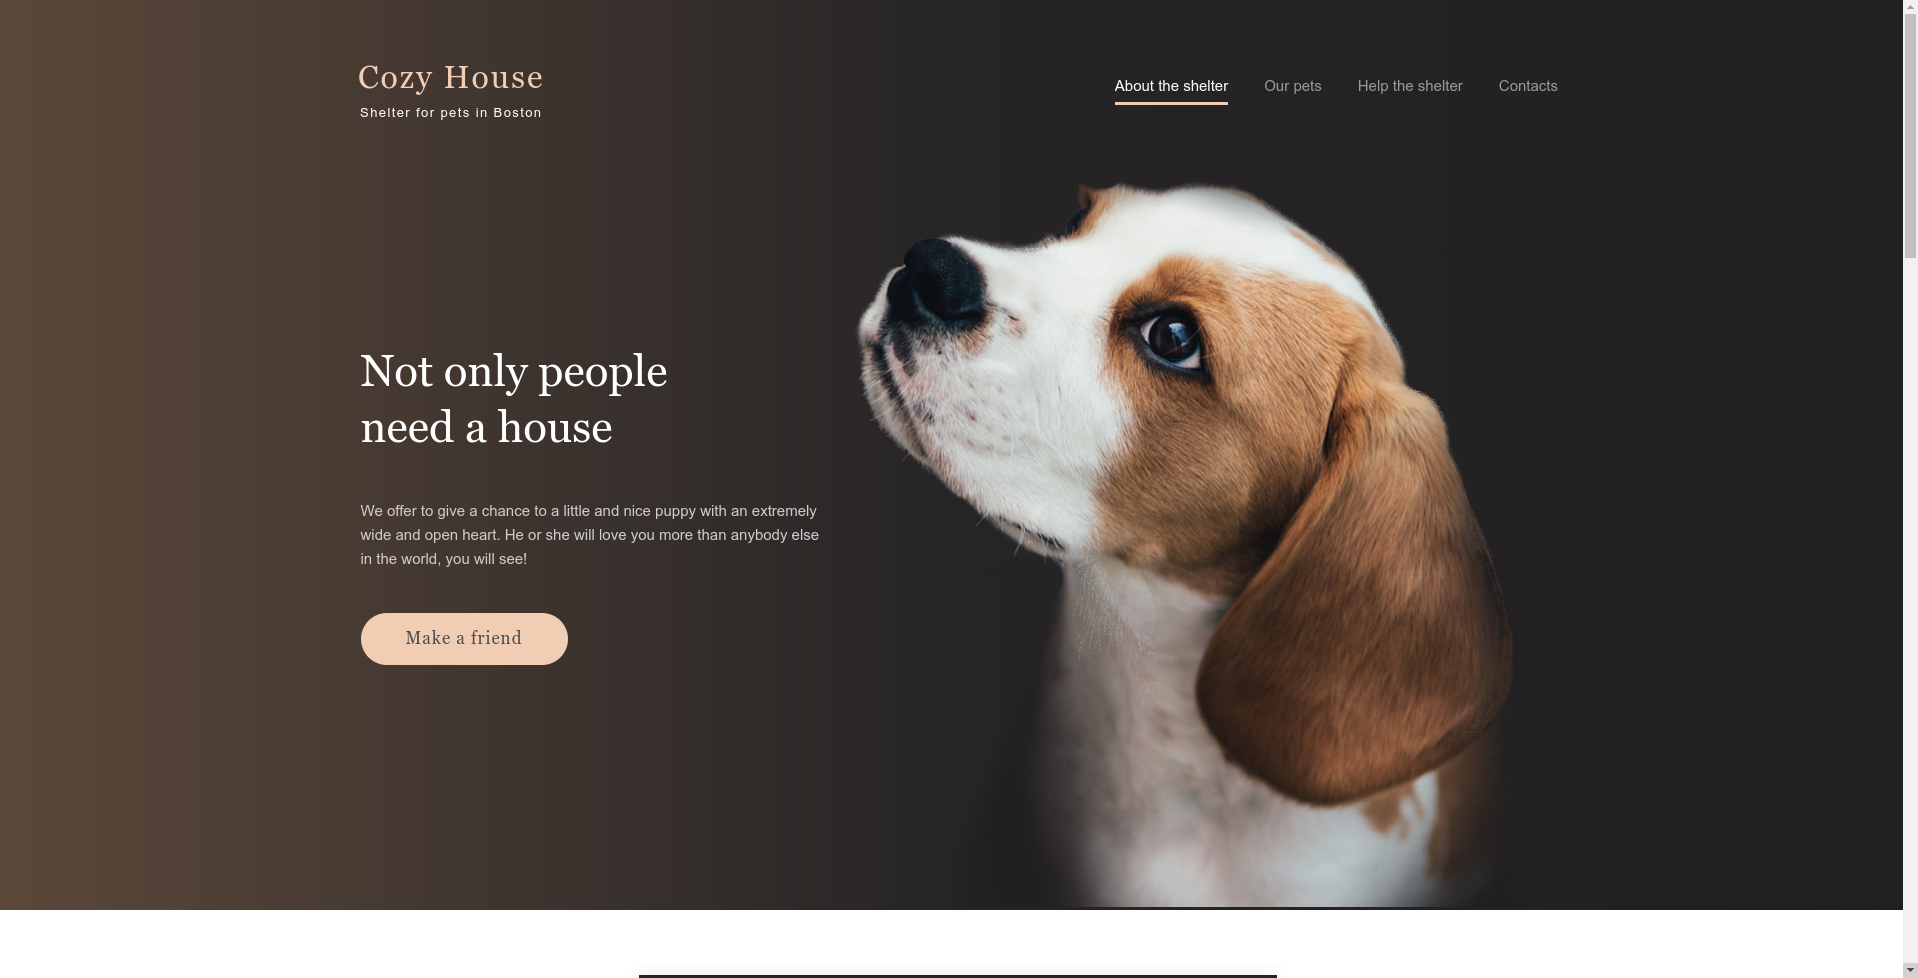 Cozy House
Shelter for pets in Boston
About the shelter
Our pets
Help the shelter
Contacts
Not only people
need a house
We offer to give a chance to a little and nice puppy with an extremely
wide and open heart. He or she will love you more than anybody else
in the world, you will see!
Make a friend